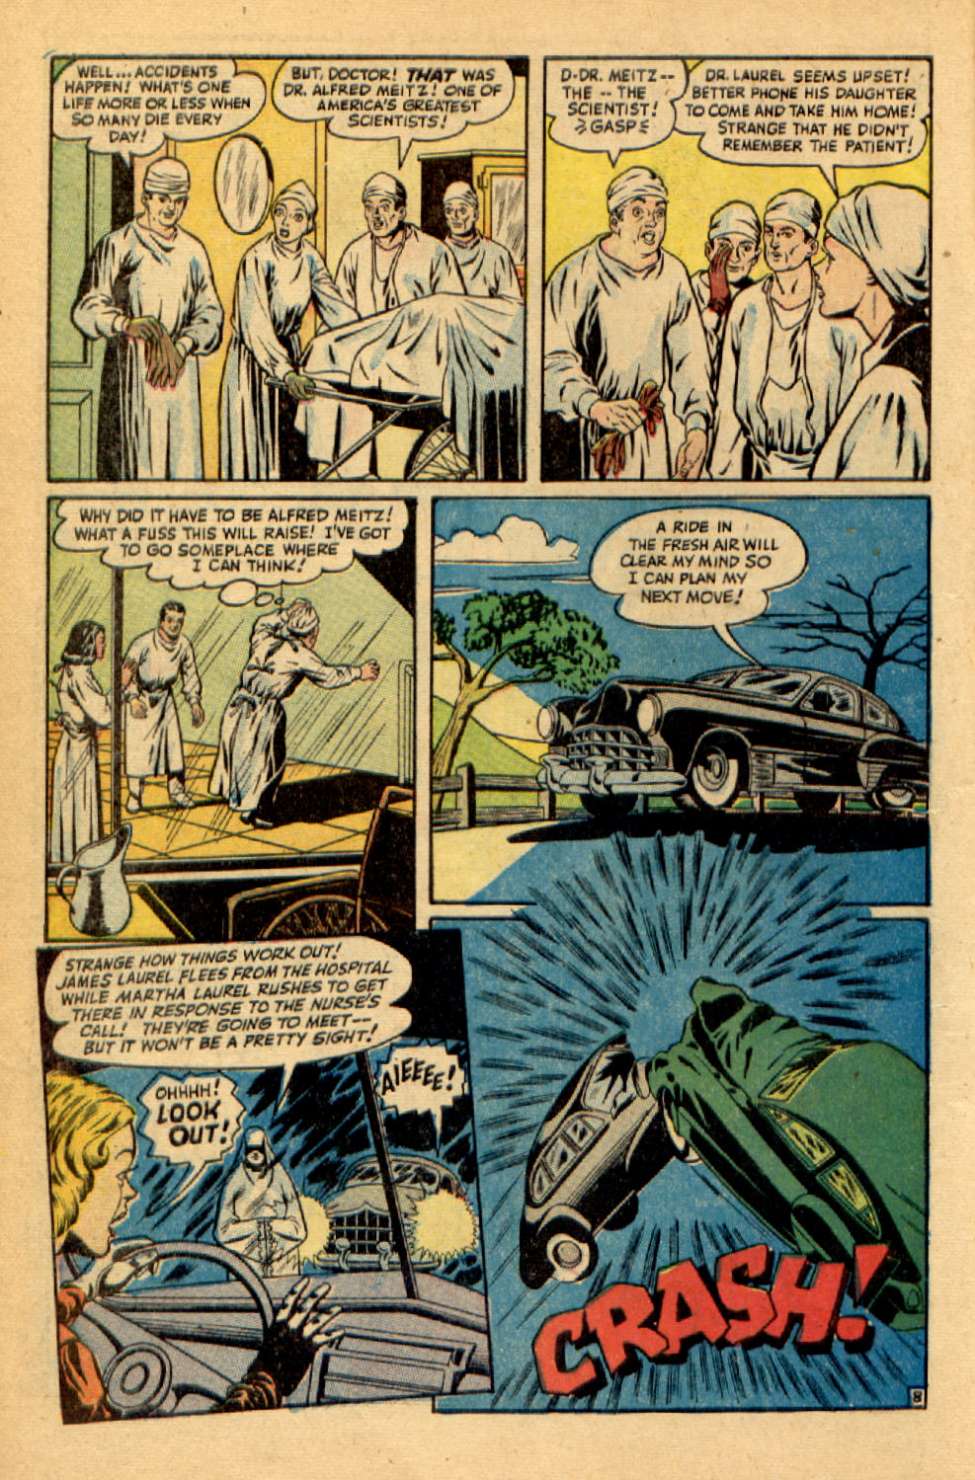 WELL... ACCIDENTS
HAPPEN! WHAT'S ONE
LIFE MORE OR LESS WHEN
SO MANY DIE EVERY
DAY!
BUT, DOCTOR! THAT WAS
DR. ALFRED MEITZ! ONE OF
AMERICA'S GREATEST
SCIENTISTS!
D-DR. MEITZ--
THE -- THE
SCIENTIST!
GASP
DR. LAUREL SEEMS UPSET!
BETTER PHONE HIS DAUGHTER
TO COME AND TAKE HIM HOME!
STRANGE THAT HE DIDN'T
REMEMBER THE PATIENT!
WHY DID IT HAVE TO BE ALFRED MEITZ!
WHAT A FUSS THIS WILL RAISE! I'VE GOT
TO GO SOMEPLACE WHERE
I CAN THINK!
A RIDE IN
THE FRESH AIR WILL
CLEAR MY MIND SO
I CAN PLAN MY
NEXT MOVE!
STRANGE HOW THINGS WORK OUT!
JAMES LAUREL FLEES FROM THE HOSPITAL
WHILE MARTHA LAUREL RUSHES TO GET
THERE IN RESPONSE TO THE NURSE'S
CALL! THEY'RE GOING TO MEET--
BUT IT WON'T BE A PRETTY SIGHT!
OHHHH!
LOOK
OUT!
AIEEEE!
CRASH!
8